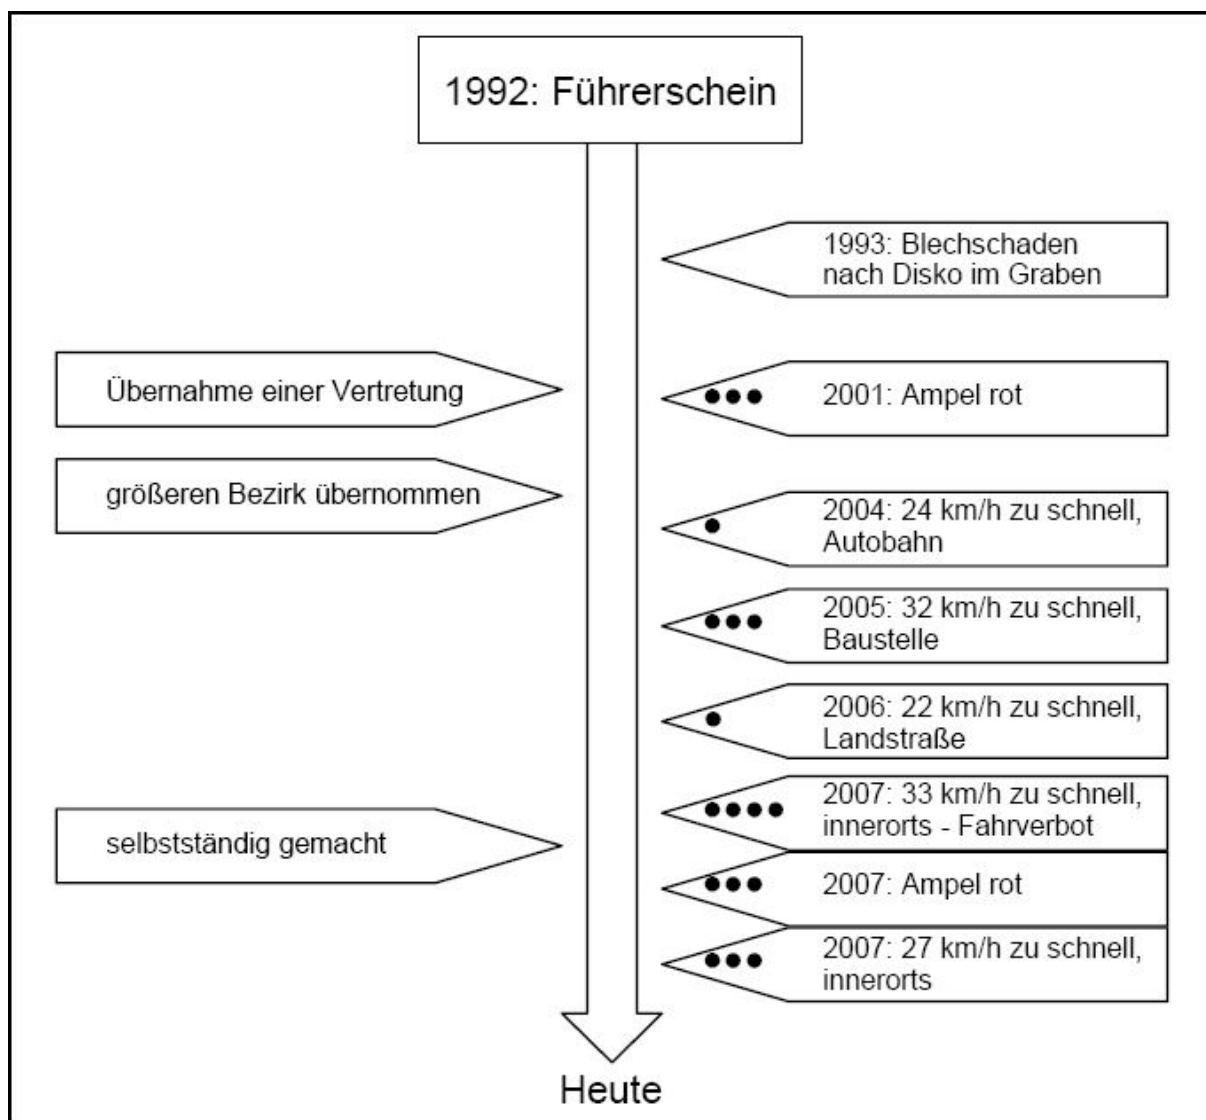 1992: Führerschein
1993: Blechschaden
nach Disko im Graben
Übernahme einer Vertretung
2001: Ampel rot
größeren Bezirk übernommen
2004: 24 km/h zu schnell,
Autobahn
2005: 32 km/h zu schnell,
Baustelle
2006: 22 km/h zu schnell,
Landstraße
2007: 33 km/h zu schnell,
innerorts - Fahrverbot
selbstständig gemacht
2007: Ampel rot
2007: 27 km/h zu schnell,
innerorts
Heute